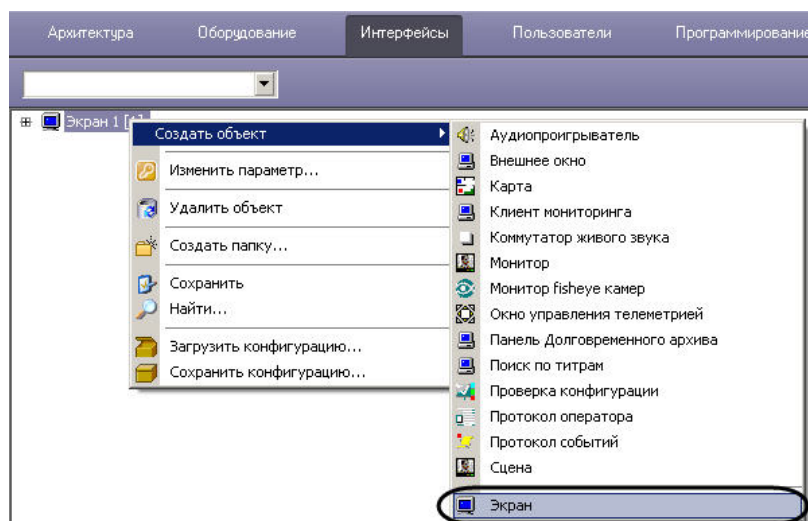 Архитектура Оборудование Интерфейсы Пользователи Программирование
Экран 1 [1]
Создать объект
Изменить параметр...
Удалить объект
Создать папку...
Сохранить
Найти...
Загрузить конфигурацию...
Сохранить конфигурацию...
Аудиопроигрыватель
Внешнее окно
Карта
Клиент мониторинга
Коммутатор живого звука
Монитор
Монитор fisheye камер
Окно управления телеметрией
Панель Долговременного архива
Поиск по титрам
Проверка конфигурации
Протокол оператора
Протокол событий
Сцена
Экран